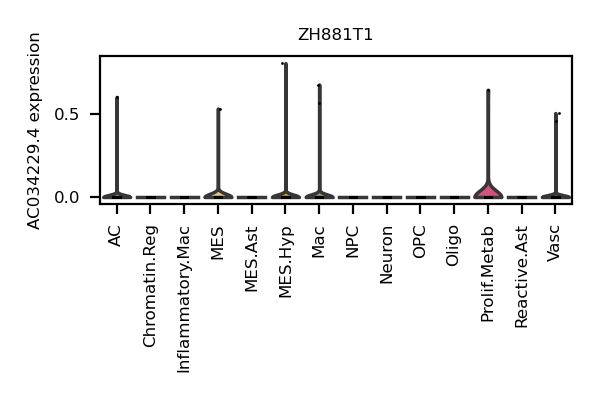 ZH881T1
AC034229.4 expression
0.5
0.0
AC
Chromatin.Reg
Inflammatory.Mac
MES
MES.Ast
MES.Hyp
Mac
NPC
Neuron
OPC
Oligo
Prolif.Metab
Reactive.Ast
Vasc